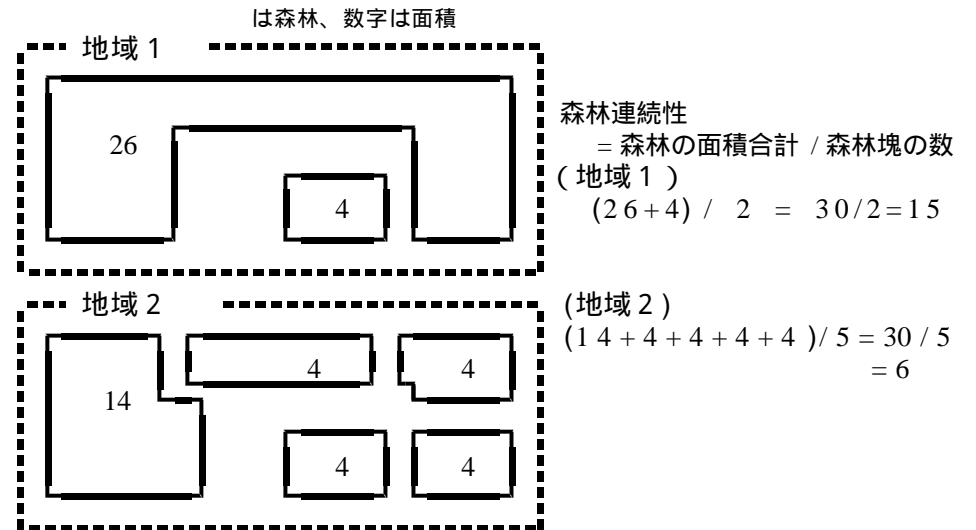 は森林、数字は面積
地域１
26
4
森林連続性
= 森林の面積合計 / 森林塊の数
(地域１)
(26+4) / 2 = 30/2=15
地域２
14
4
4
4
4
(地域２)
(14+4+4+4+4)/5 = 30/5
= 6